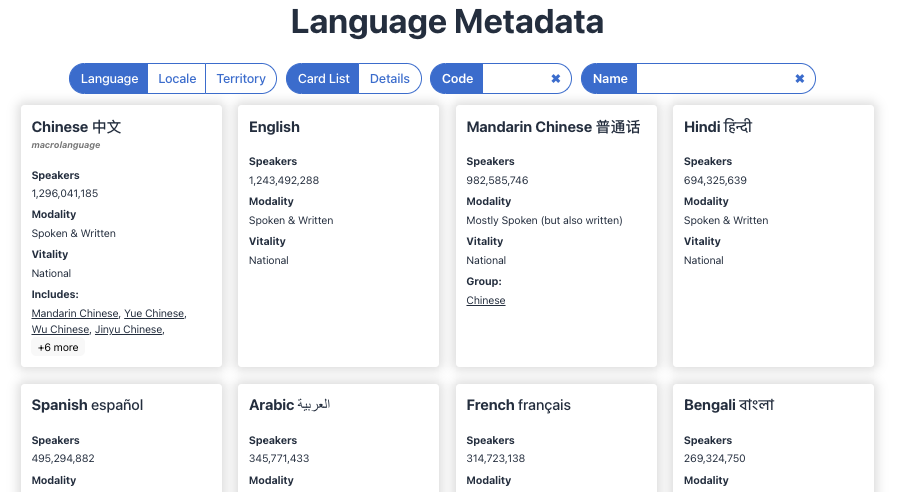 Language Metadata
Language Locale Territory Card List Details Code ✖ Name ✖
Chinese 中文
macrolanguage
Speakers
1,296,041,185
Modality
Spoken & Written
Vitality
National
Includes:
Mandarin Chinese, Yue Chinese,
Wu Chinese, Jinyu Chinese,
+6 more
English
Speakers
1,243,492,288
Modality
Spoken & Written
Vitality
National
Mandarin Chinese 普通话
Speakers
982,585,746
Modality
Mostly Spoken (but also written)
Vitality
National
Group:
Chinese
Hindi हिन्दी
Speakers
694,325,639
Modality
Spoken & Written
Vitality
National
Spanish español
Speakers
495,294,882
Modality
Arabic العربية
Speakers
345,771,433
Modality
French français
Speakers
314,723,138
Modality
Bengali বাংলা
Speakers
269,324,750
Modality